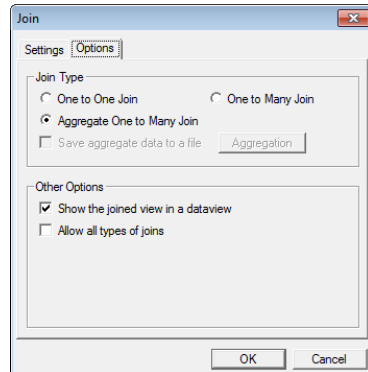 Join
Settings Options
Join Type
One to One Join One to Many Join
Aggregate One to Many Join
Save aggregate data to a file Aggregation
Other Options
Show the joined view in a dataview
Allow all types of joins
OK Cancel